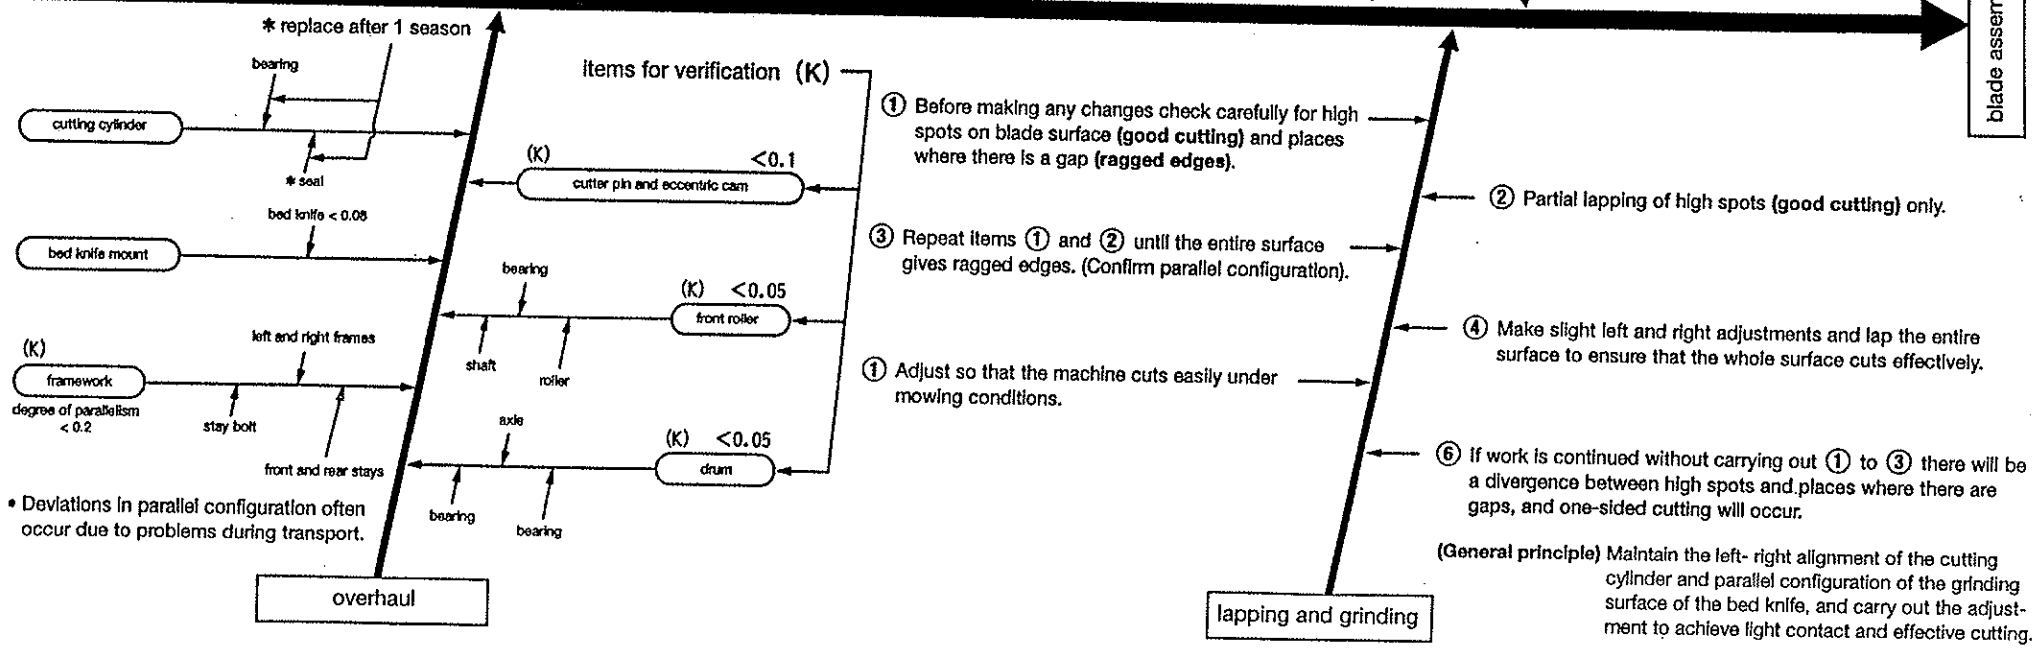 * replace after 1 season
bearing
cutting cylinder
* seal
bed knife < 0.08
bed knife mount
left and right frames
(K)
framework
degree of parallelism
< 0.2
stay bolt
front and rear stays
• Deviations in parallel configuration often
occur due to problems during transport.
overhaul
items for verification (K)
(K) <0.1
cutter pin and eccentric cam
bearing
(K) <0.05
front roller
shaft
roller
axle
(K) <0.05
drum
bearing
bearing
① Before making any changes check carefully for high
spots on blade surface (good cutting) and places
where there is a gap (ragged edges).
② Partial lapping of high spots (good cutting) only.
③ Repeat items ① and ② until the entire surface
gives ragged edges. (Confirm parallel configuration).
④ Make slight left and right adjustments and lap the entire
surface to ensure that the whole surface cuts effectively.
① Adjust so that the machine cuts easily under
mowing conditions.
⑥ If work is continued without carrying out ① to ③ there will be
a divergence between high spots and places where there are
gaps, and one-sided cutting will occur.
(General principle) Maintain the left- right alignment of the cutting
cylinder and parallel configuration of the grinding
surface of the bed knife, and carry out the adjust-
ment to achieve light contact and effective cutting.
lapping and grinding
blade assem